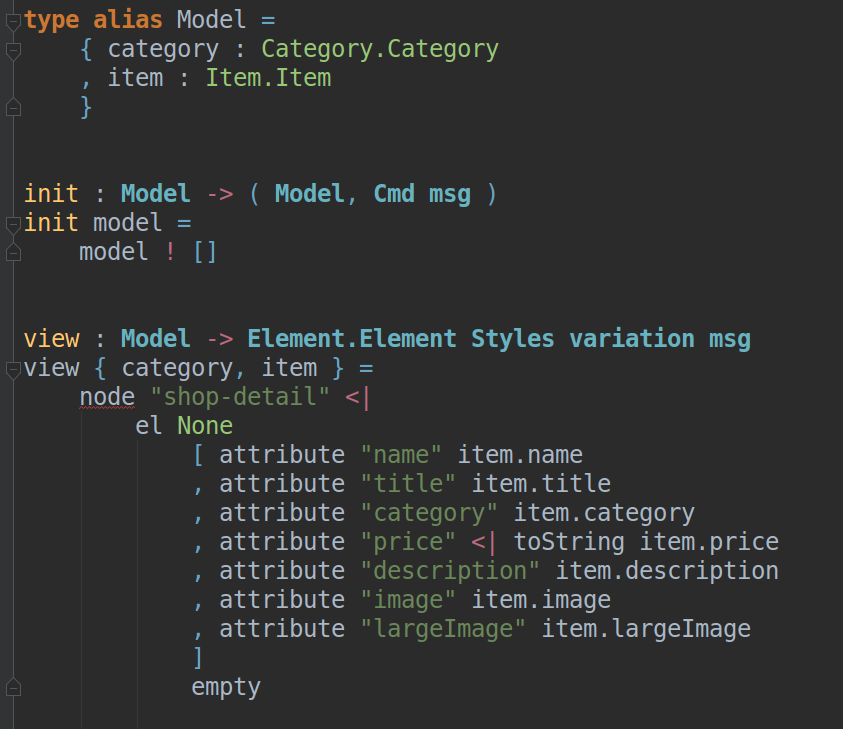 type alias Model =
    { category : Category.Category
    , item : Item.Item
    }
init : Model -> ( Model, Cmd msg )
init model =
    model ! []
view : Model -> Element.Element Styles variation msg
view { category, item } =
    node "shop-detail" <|
        el None
            [ attribute "name" item.name
            , attribute "title" item.title
            , attribute "category" item.category
            , attribute "price" <| toString item.price
            , attribute "description" item.description
            , attribute "image" item.image
            , attribute "largeImage" item.largeImage
            ]
            empty